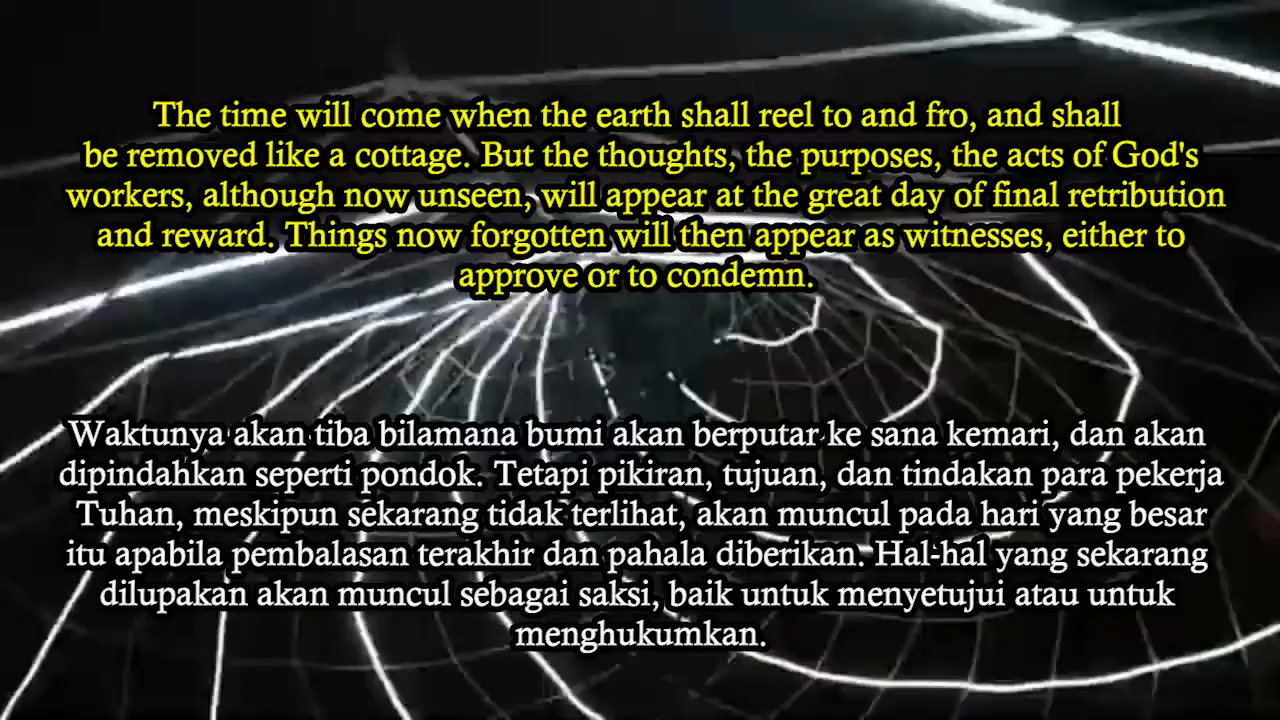 The time will come when the earth shall reel to and fro, and shall
be removed like a cottage. But the thoughts, the purposes, the acts of God's
workers, although now unseen, will appear at the great day of final retribution
and reward. Things now forgotten will then appear as witnesses, either to
approve or to condemn.
Waktunya akan tiba bilamana bumi akan berputar ke sana kemari, dan akan
dipindahkan seperti pondok. Tetapi pikiran, tujuan, dan tindakan para pekerja
Tuhan, meskipun sekarang tidak terlihat, akan muncul pada hari yang besar
itu apabila pembalasan terakhir dan pahala diberikan. Hal-hal yang sekarang
dilupakan akan muncul sebagai saksi, baik untuk menyetujui atau untuk
menghukumkan.